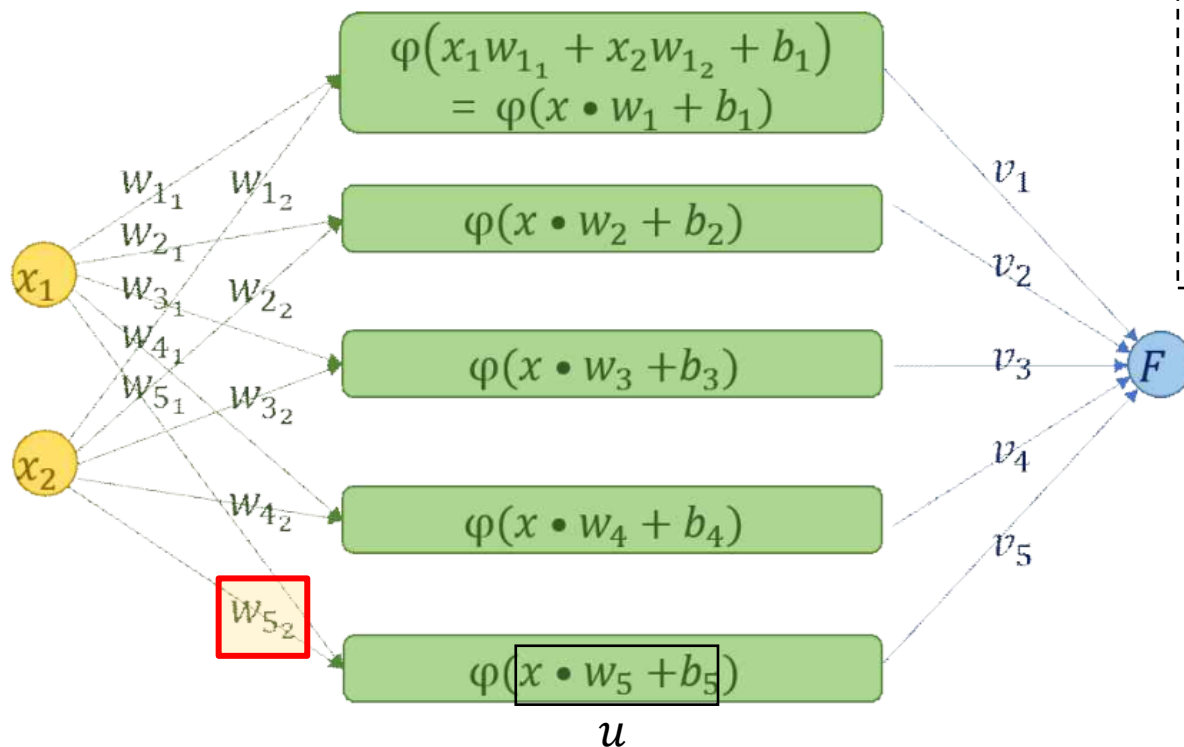 φ(x₁w₁₁ + x₂w₁₂ + b₁)
= φ(x • w₁ + b₁)
w₁₁
w₁₂
v₁
w₂₁
φ(x • w₂ + b₂)
v₂
x₁
w₃₁
w₂₂
w₄₁
φ(x • w₃ +b₃)
v₃
F
w₅₁
w₃₂
x₂
v₄
w₄₂
φ(x • w₄ + b₄)
v₅
w₅₂
φ(x • w₅ +b₅)
u